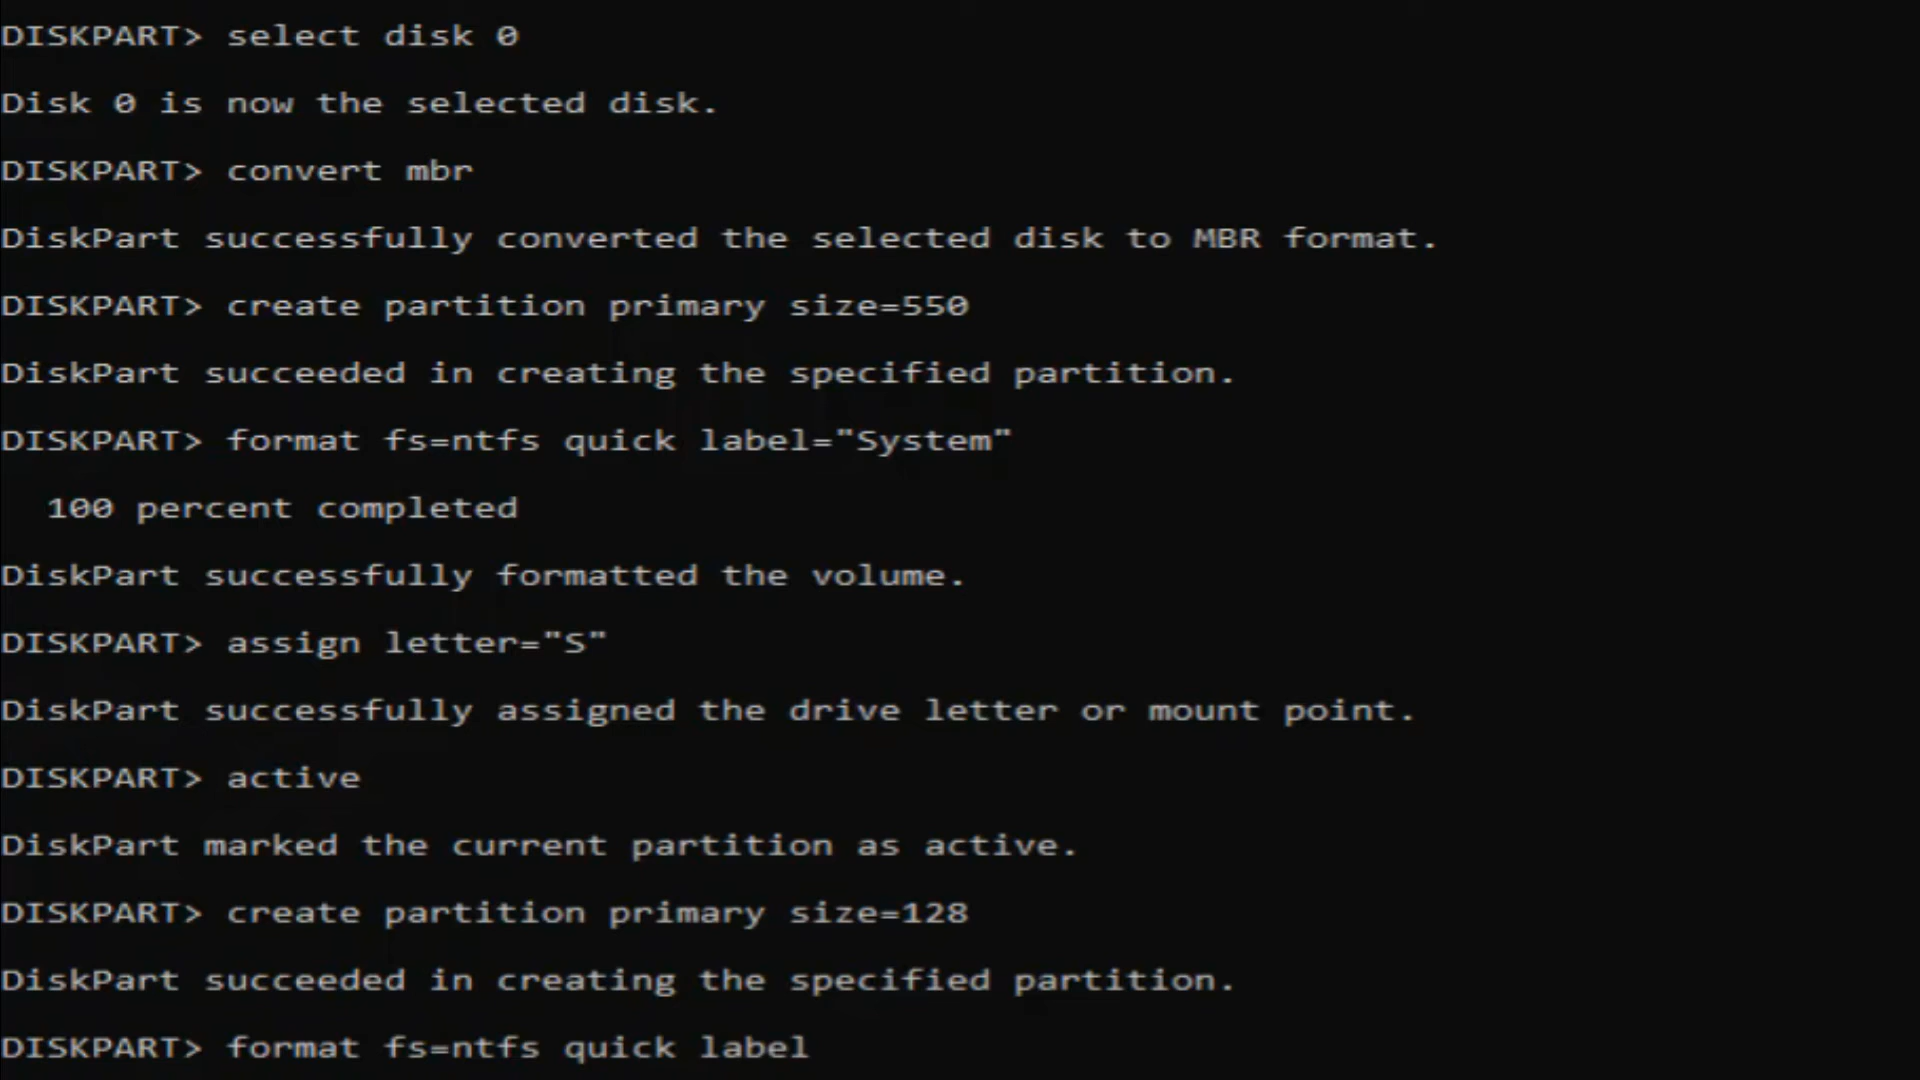 DISKPART> select disk 0
Disk 0 is now the selected disk.
DISKPART> convert mbr
DiskPart successfully converted the selected disk to MBR format.
DISKPART> create partition primary size=550
DiskPart succeeded in creating the specified partition.
DISKPART> format fs=ntfs quick label="System"
100 percent completed
DiskPart successfully formatted the volume.
DISKPART> assign letter="S"
DiskPart successfully assigned the drive letter or mount point.
DISKPART> active
DiskPart marked the current partition as active.
DISKPART> create partition primary size=128
DiskPart succeeded in creating the specified partition.
DISKPART> format fs=ntfs quick label